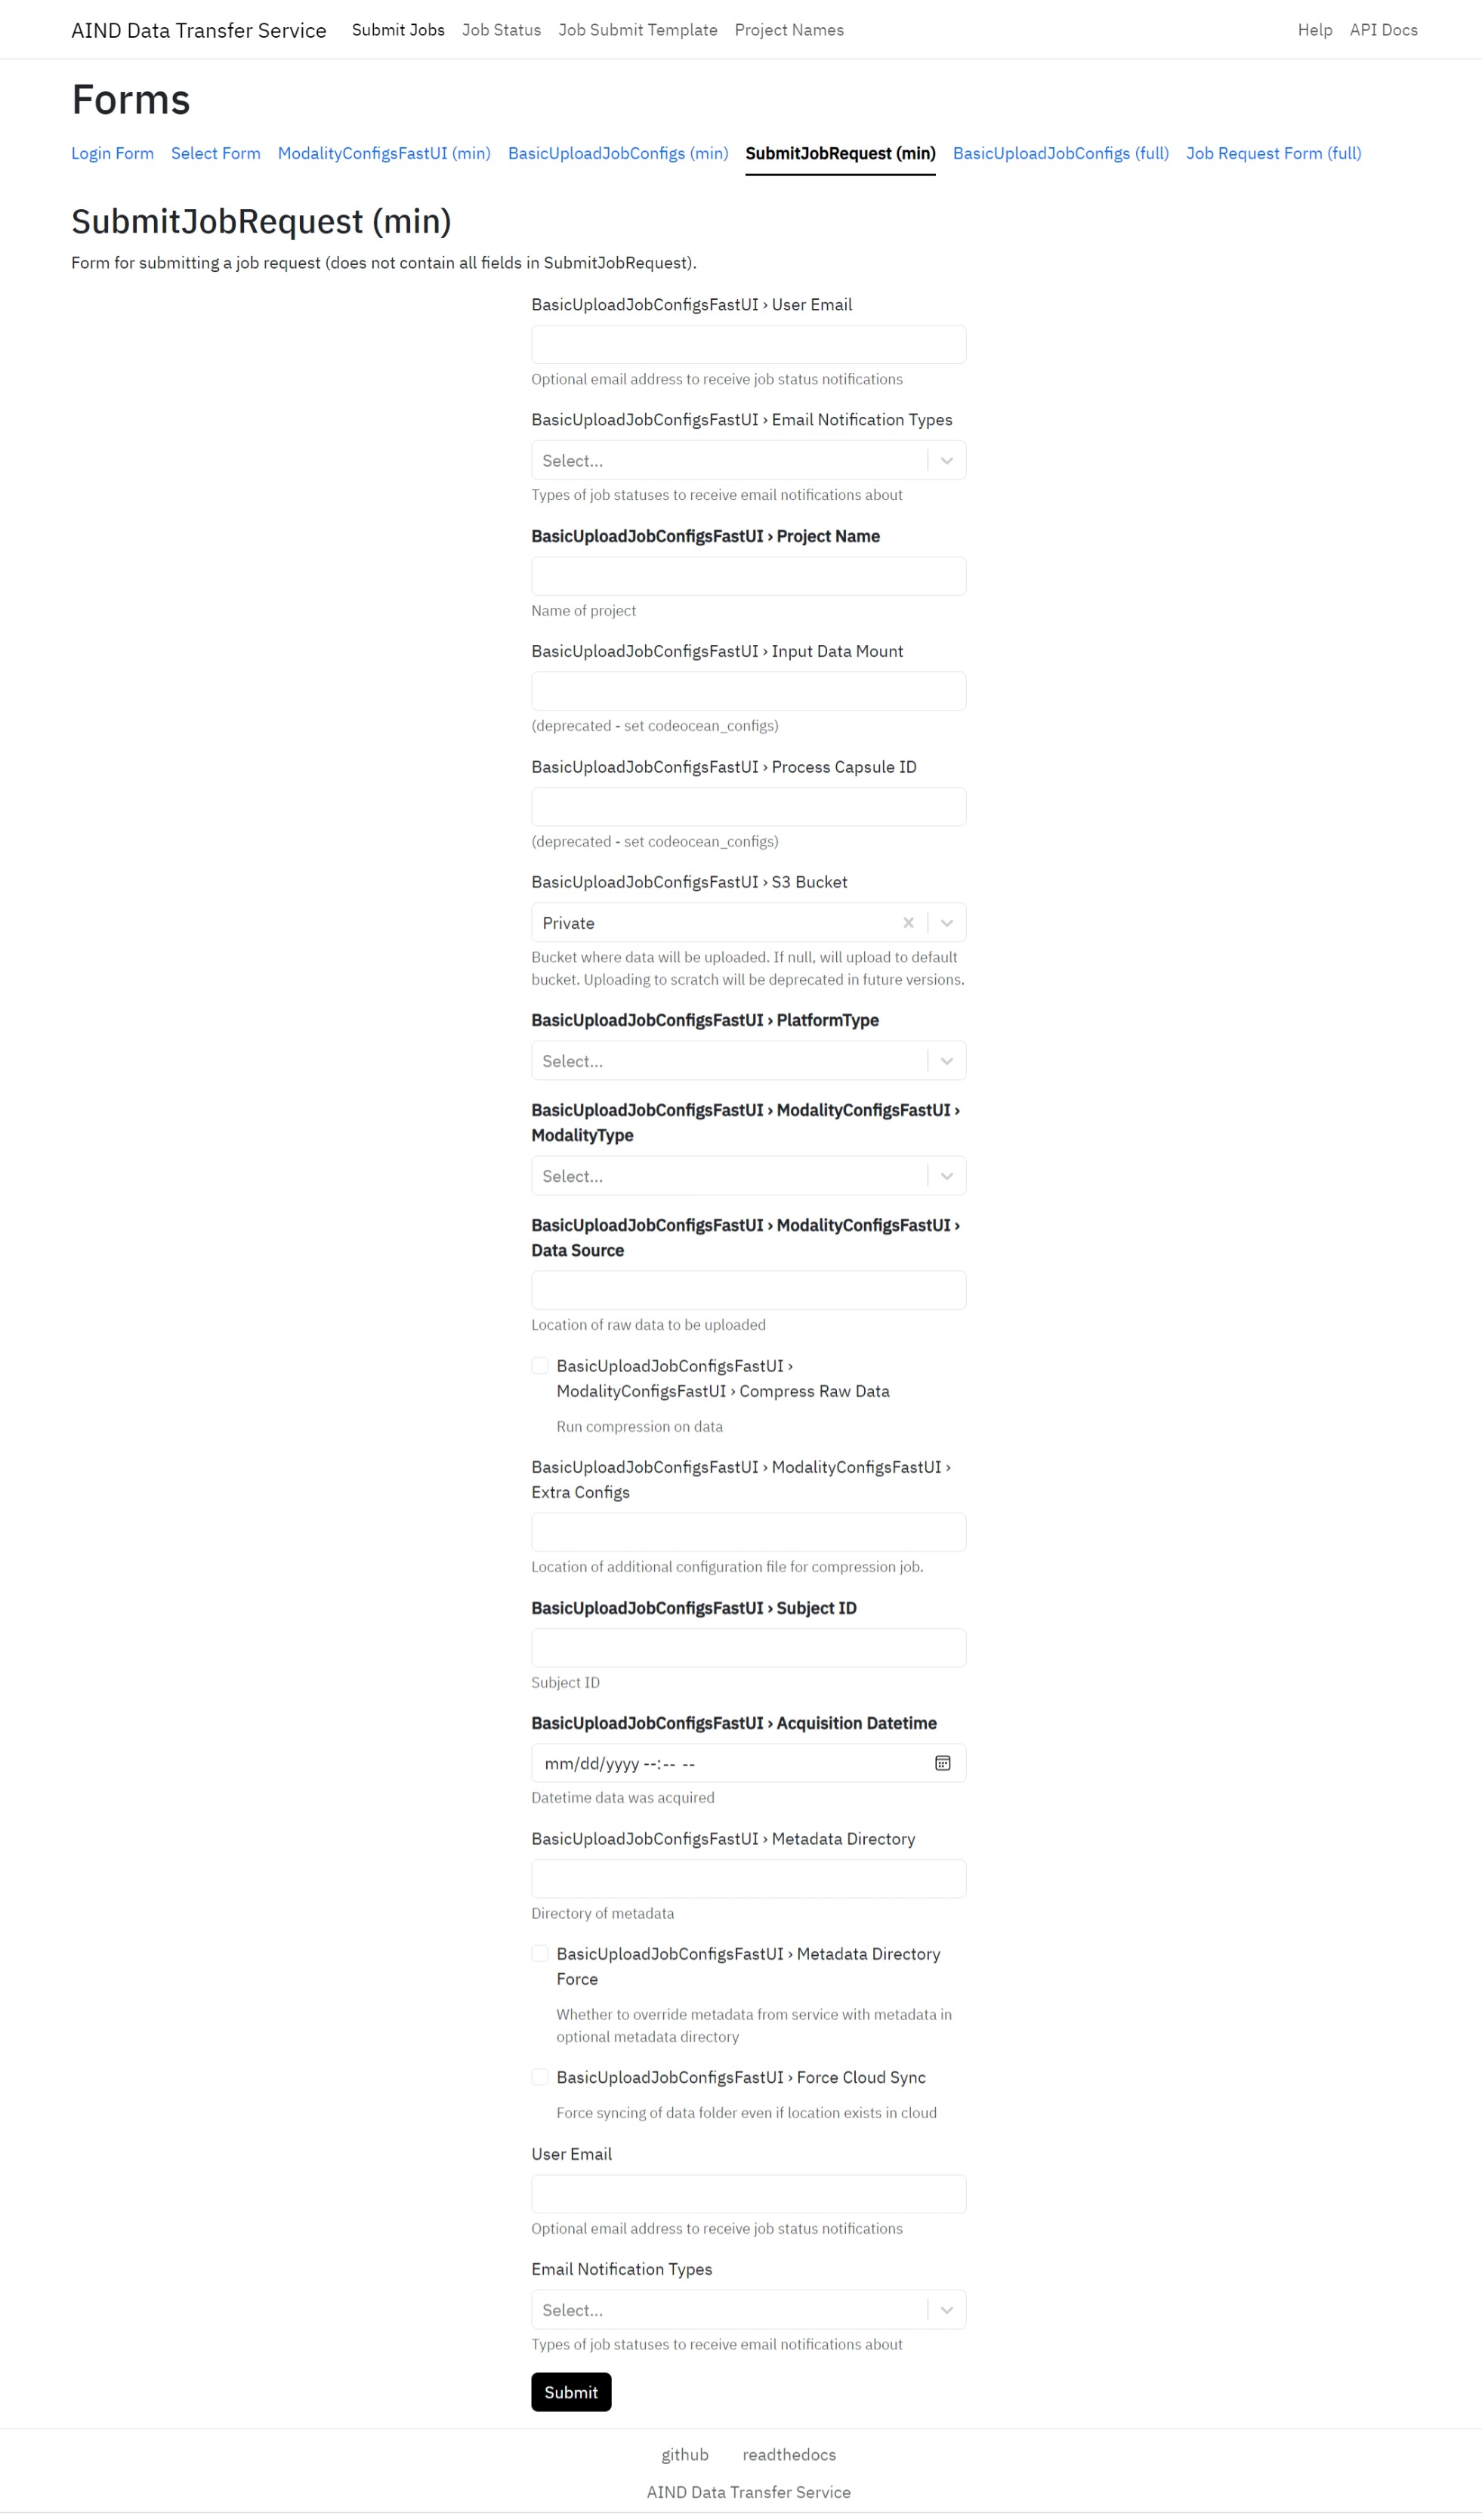 AIND Data Transfer Service Submit Jobs Job Status Job Submit Template Project Names Help API Docs
Forms
Login Form Select Form ModalityConfigsFastUI (min) BasicUploadJobConfigs (min) SubmitJobRequest (min) BasicUploadJobConfigs (full) Job Request Form (full)
SubmitJobRequest (min)
Form for submitting a job request (does not contain all fields in SubmitJobRequest).
BasicUploadJobConfigsFastUI › User Email
Optional email address to receive job status notifications
BasicUploadJobConfigsFastUI › Email Notification Types
Select...
Types of job statuses to receive email notifications about
BasicUploadJobConfigsFastUI › Project Name
Name of project
BasicUploadJobConfigsFastUI › Input Data Mount
(deprecated - set codeocean_configs)
BasicUploadJobConfigsFastUI › Process Capsule ID
(deprecated - set codeocean_configs)
BasicUploadJobConfigsFastUI › S3 Bucket
Private
Bucket where data will be uploaded. If null, will upload to default
bucket. Uploading to scratch will be deprecated in future versions.
BasicUploadJobConfigsFastUI › PlatformType
Select...
BasicUploadJobConfigsFastUI › ModalityConfigsFastUI ›
ModalityType
Select...
BasicUploadJobConfigsFastUI › ModalityConfigsFastUI ›
Data Source
Location of raw data to be uploaded
BasicUploadJobConfigsFastUI ›
ModalityConfigsFastUI › Compress Raw Data
Run compression on data
BasicUploadJobConfigsFastUI › ModalityConfigsFastUI ›
Extra Configs
Location of additional configuration file for compression job.
BasicUploadJobConfigsFastUI › Subject ID
Subject ID
BasicUploadJobConfigsFastUI › Acquisition Datetime
mm/dd/yyyy --:-- --
Datetime data was acquired
BasicUploadJobConfigsFastUI › Metadata Directory
Directory of metadata
BasicUploadJobConfigsFastUI › Metadata Directory
Force
Whether to override metadata from service with metadata in
optional metadata directory
BasicUploadJobConfigsFastUI › Force Cloud Sync
Force syncing of data folder even if location exists in cloud
User Email
Optional email address to receive job status notifications
Email Notification Types
Select...
Types of job statuses to receive email notifications about
Submit
github readthedocs
AIND Data Transfer Service